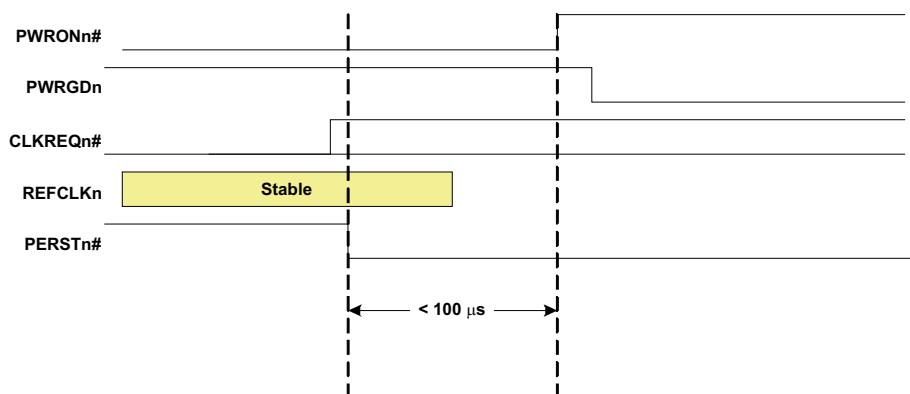 PWRONn#
PWRGDn
CLKREQn#
REFCLKn
Stable
PERSTn#
< 100 μs